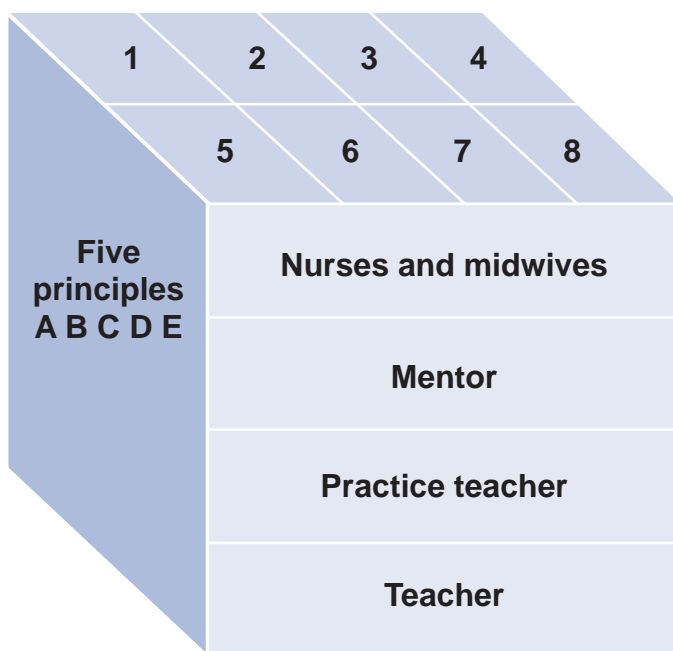 1 2 3 4
5 6 7 8
Five
principles
A B C D E
Nurses and midwives
Mentor
Practice teacher
Teacher